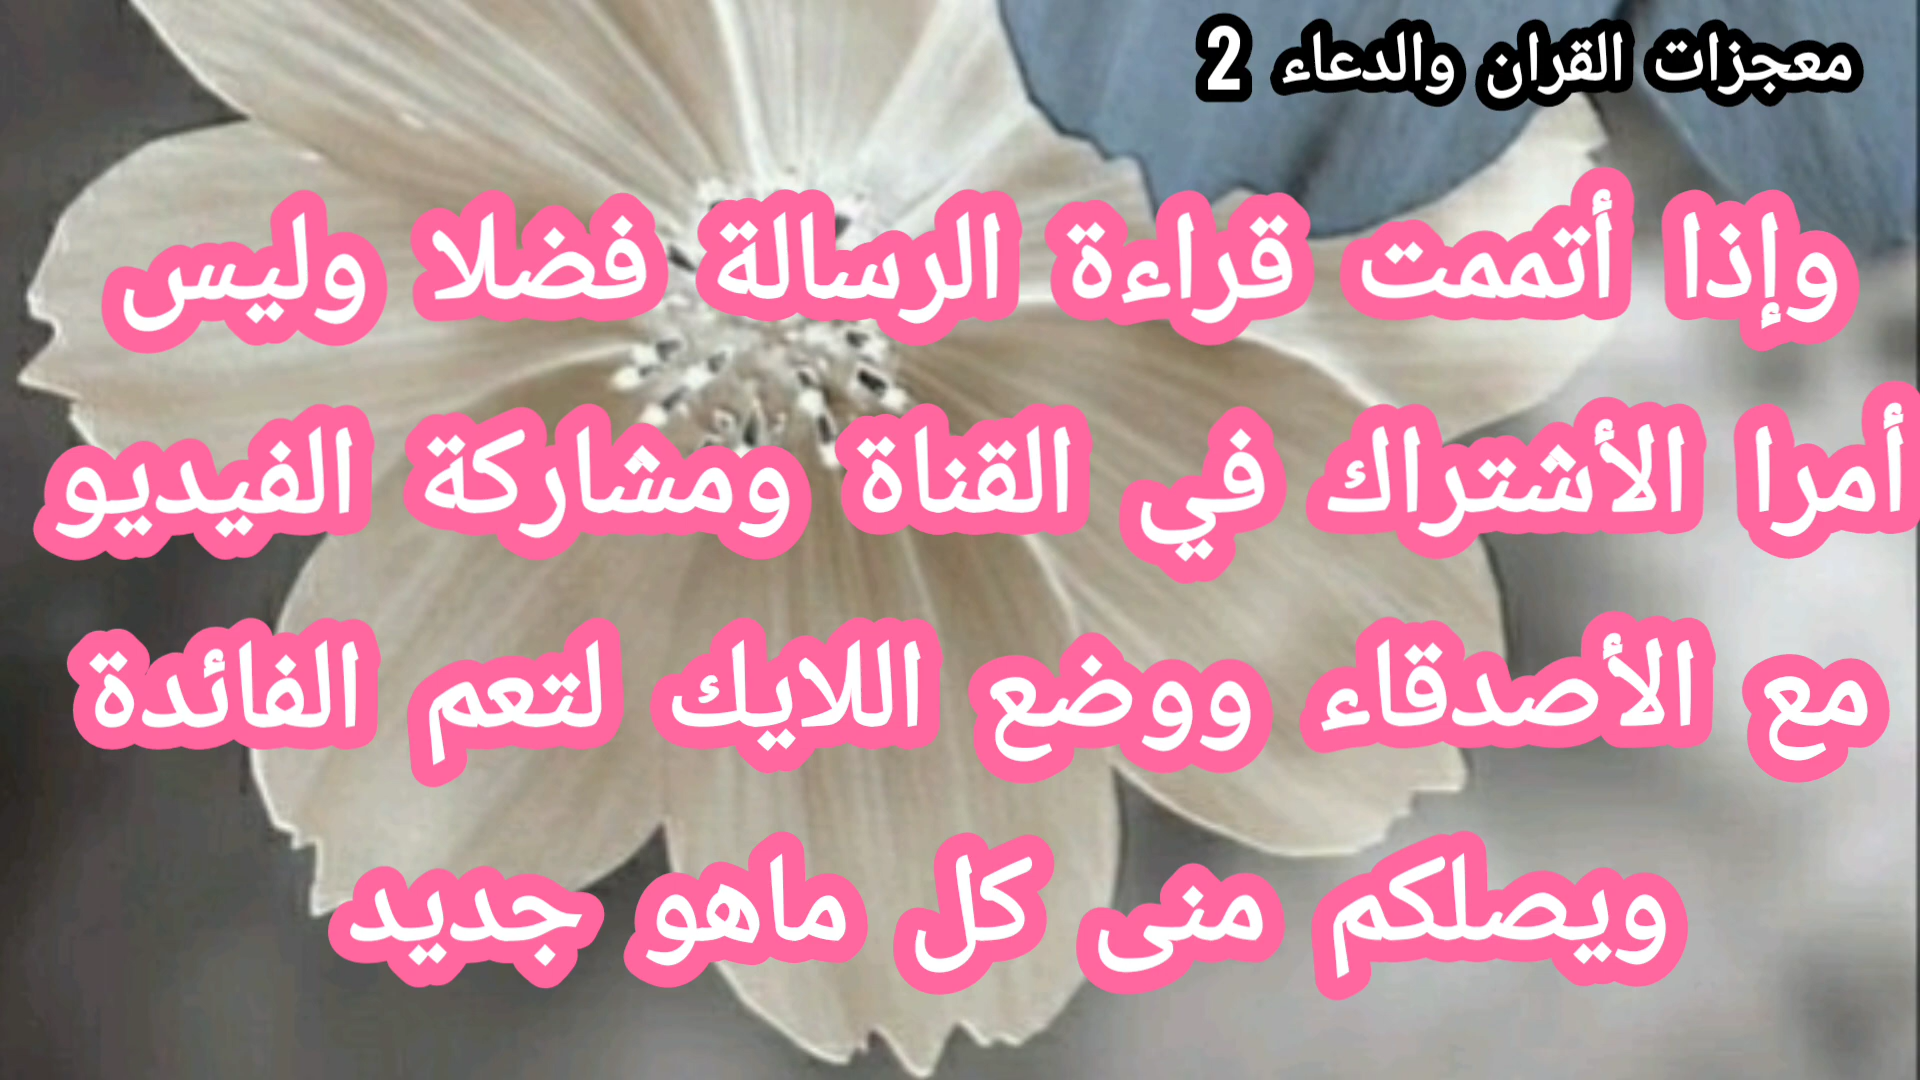 معجزات القران والدعاء 2
وإذا أتممت قراءة الرسالة فضلا وليس
أمرا الأشتراك في القناة ومشاركة الفيديو
مع الأصدقاء ووضع اللايك لتعم الفائدة
ويصلكم منى كل ماهو جديد